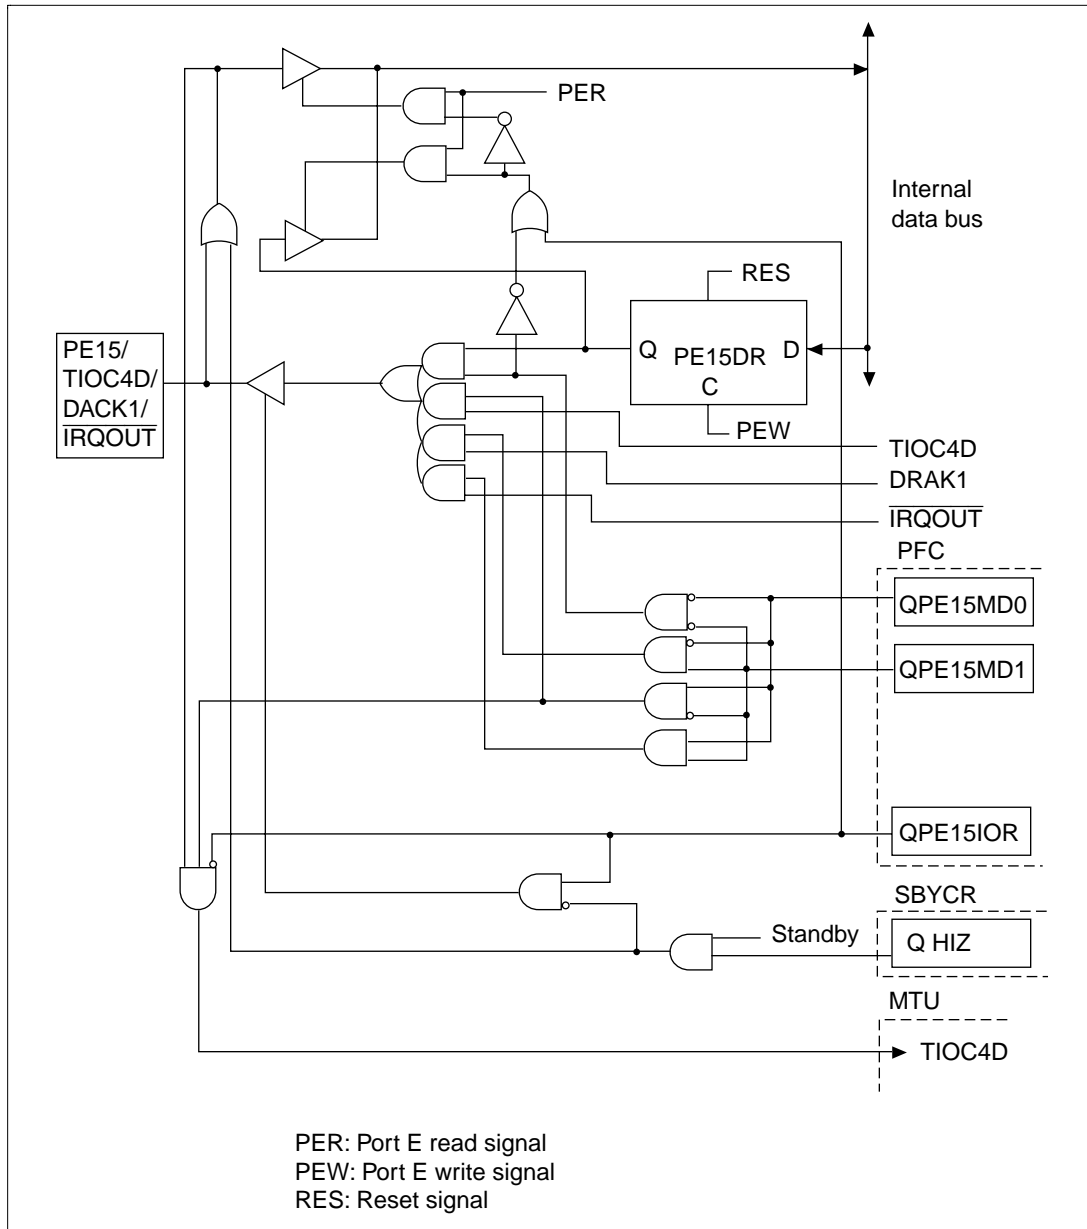 PER
Internal
data bus
RES
Q PE15DR D
C
PEW
PE15/
TIOC4D/
DACK1/
IRQOUT
TIOC4D
DRAK1
IRQOUT
PFC
QPE15MD0
QPE15MD1
QPE15IOR
SBYCR
Standby
Q HIZ
MTU
TIOC4D
PER: Port E read signal
PEW: Port E write signal
RES: Reset signal